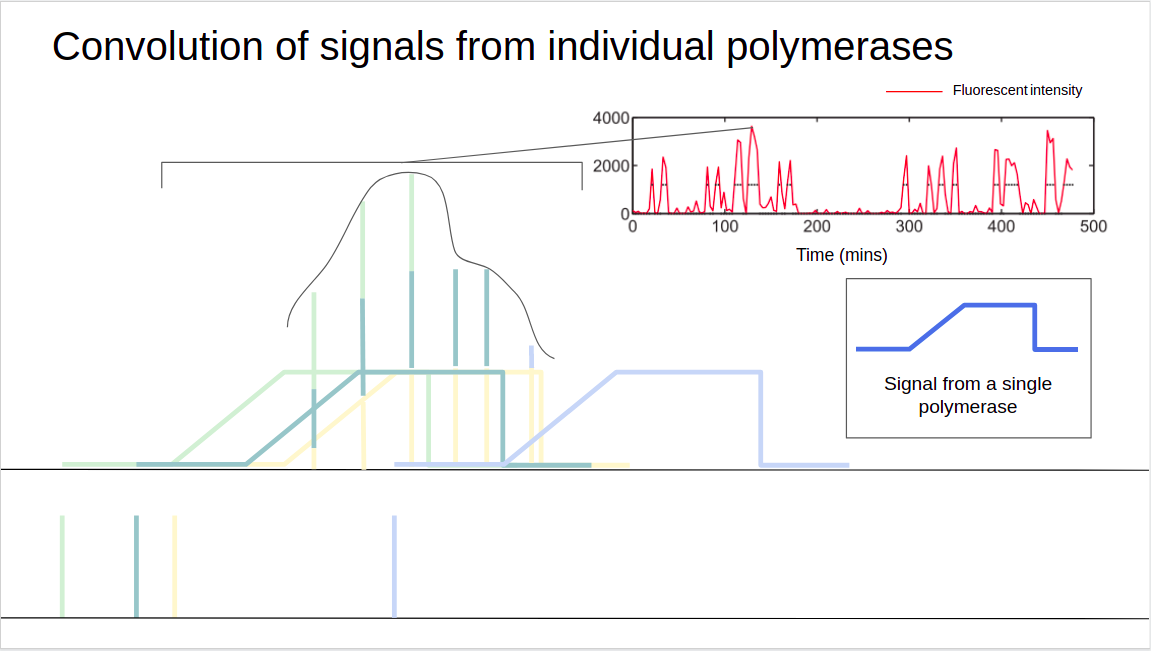 Convolution of signals from individual polymerases
Fluorescent intensity
4000
2000
0
0 100 200 300 400 500
Time (mins)
Signal from a single
polymerase